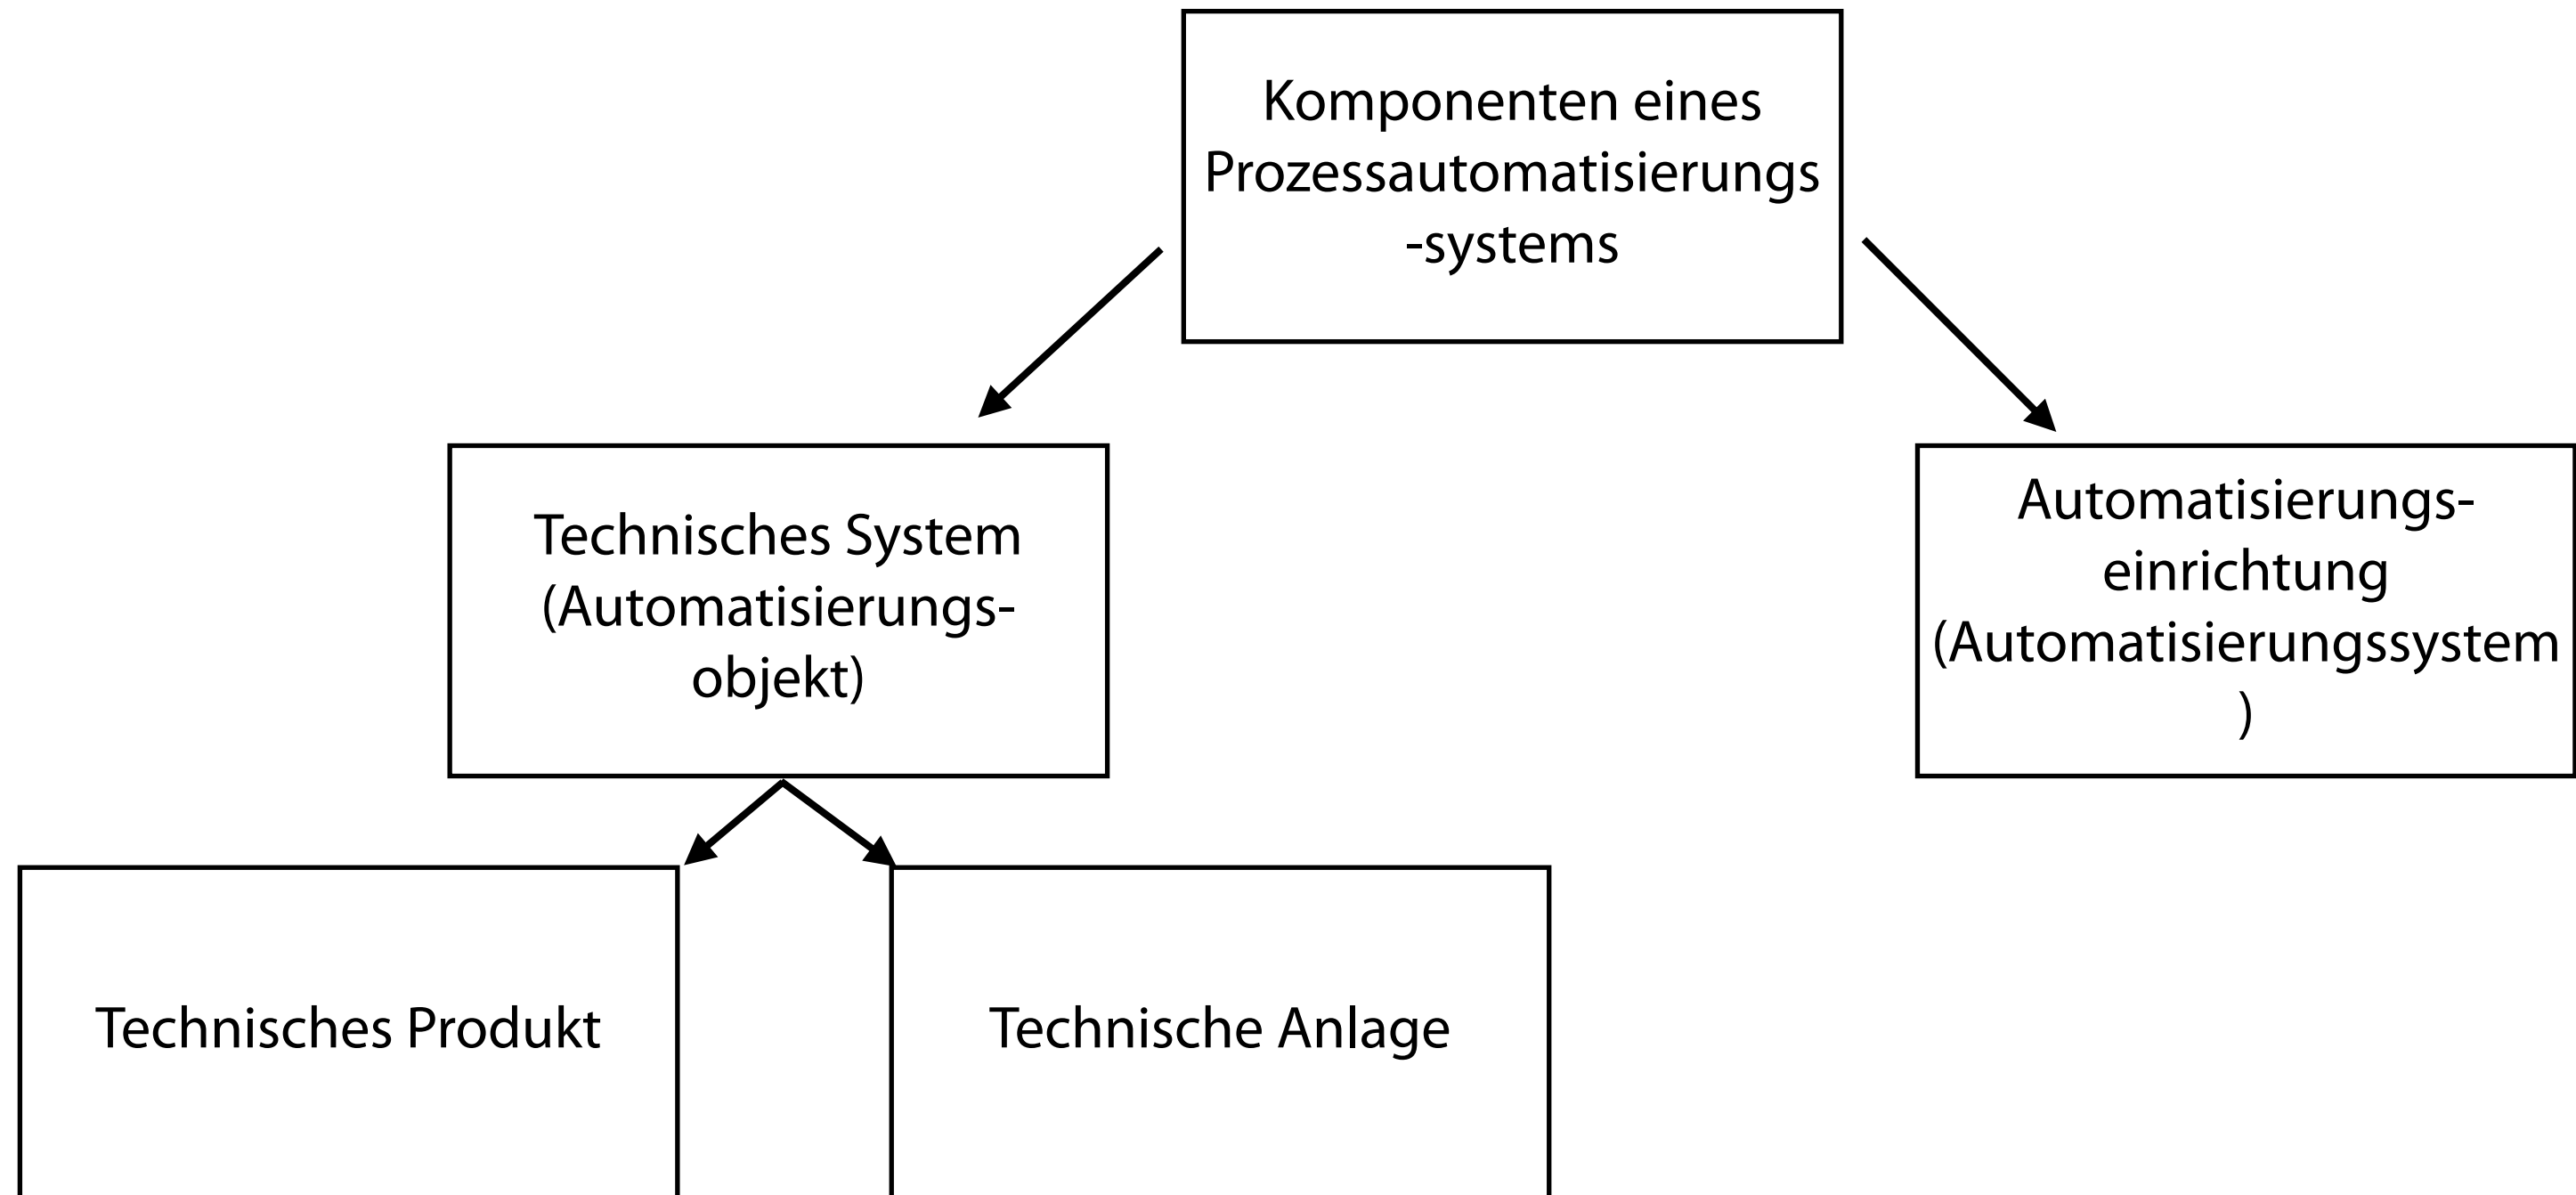 Komponenten eines
Prozessautomatisierungs
-systems
Technisches System
(Automatisierungs-
objekt)
Automatisierungs-
einrichtung
(Automatisierungssystem
)
Technisches Produkt
Technische Anlage